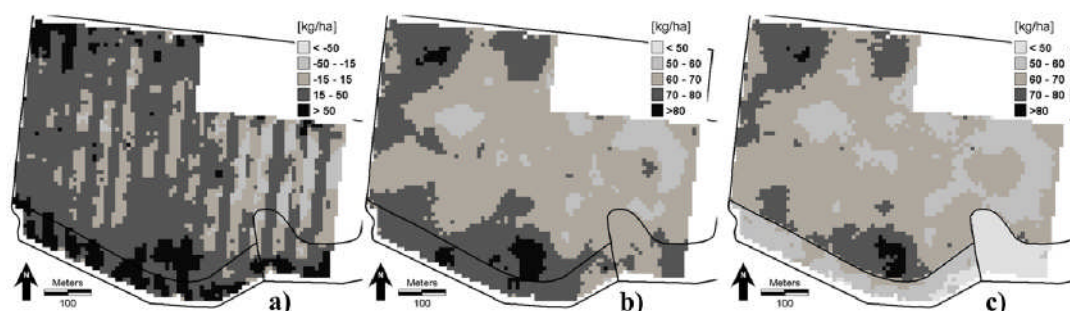 [kg/ha]
< -50
-50 - -15
-15 - 15
15 - 50
> 50
N
Meters
100
a)
[kg/ha]
< 50
50 - 60
60 - 70
70 - 80
>80
N
Meters
100
b)
[kg/ha]
< 50
50 - 60
60 - 70
70 - 80
>80
N
Meters
100
c)